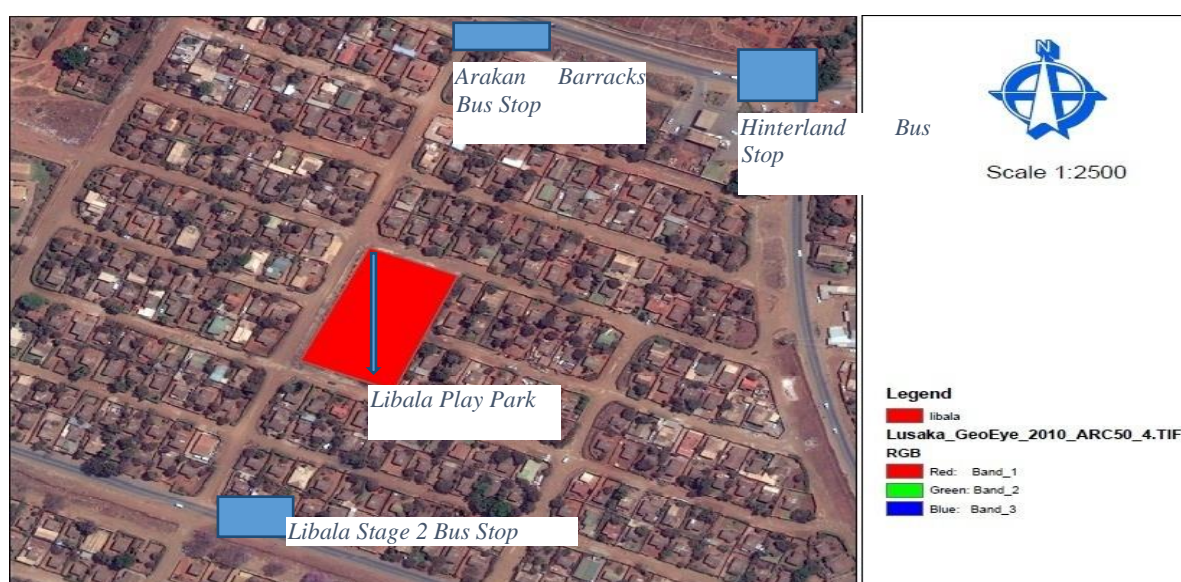 Arakan Barracks
Bus Stop
Hinterland Bus
Stop
Libala Play Park
Libala Stage 2 Bus Stop
N
Scale 1:2500
Legend
libala
Lusaka_GeoEye_2010_ARC50_4.TIF
RGB
Red: Band_1
Green: Band_2
Blue: Band_3